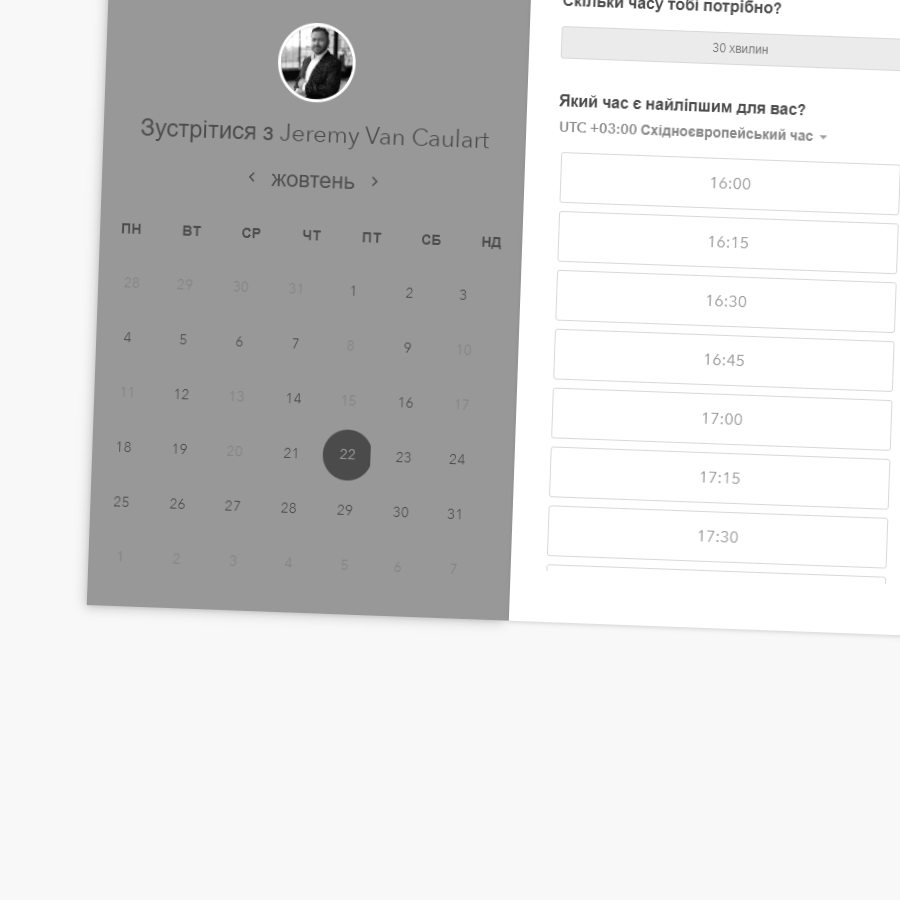 Зустрітися з Jeremy Van Caulart
жовтень
ПН ВТ СР ЧТ ПТ СБ НД
28 29 30 31 1 2 3
4 5 6 7 8 9 10
11 12 13 14 15 16 17
18 19 20 21 22 23 24
25 26 27 28 29 30 31
1 2 3 4 5 6 7
Скільки часу тобі потрібно?
30 хвилин
Який час є найліпшим для вас?
UTC +03:00 Східноєвропейський час
16:00
16:15
16:30
16:45
17:00
17:15
17:30